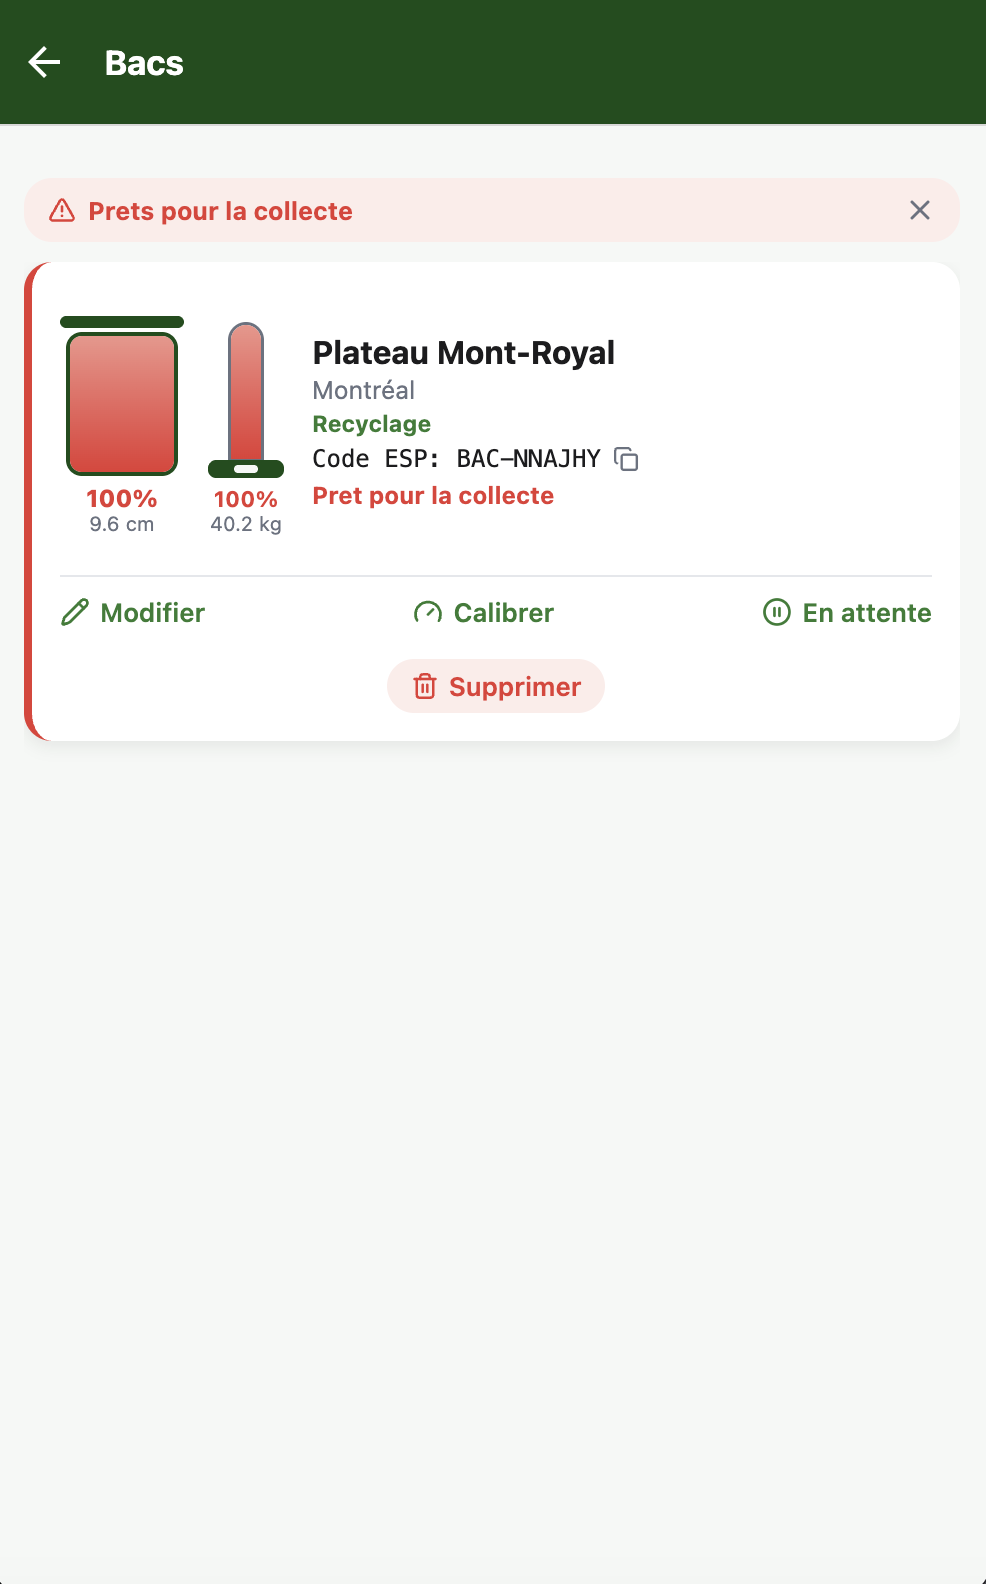 Bacs
Prets pour la collecte
Plateau Mont-Royal
Montréal
Recyclage
Code ESP: BAC-NNAJHY
Pret pour la collecte
100%
9.6 cm
100%
40.2 kg
Modifier
Calibrer
En attente
Supprimer